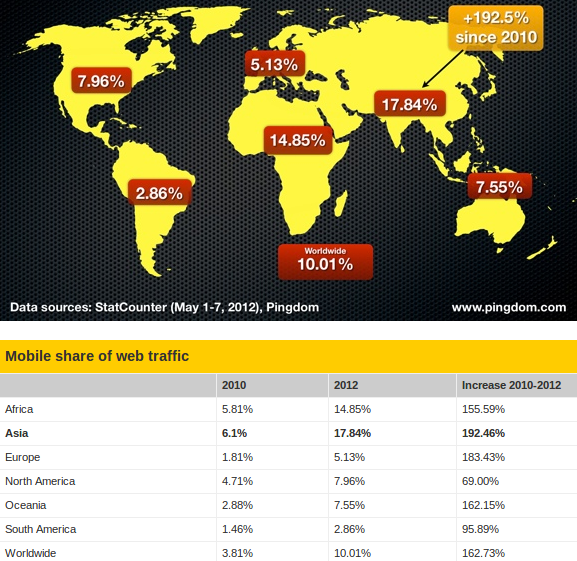 +192.5%
since 2010
5.13%
7.96%
17.84%
14.85%
7.55%
2.86%
Worldwide
10.01%
Data sources: StatCounter (May 1-7, 2012), Pingdom www.pingdom.com
Mobile share of web traffic
2010 2012 Increase 2010-2012
Africa 5.81% 14.85% 155.59%
Asia 6.1% 17.84% 192.46%
Europe 1.81% 5.13% 183.43%
North America 4.71% 7.96% 69.00%
Oceania 2.88% 7.55% 162.15%
South America 1.46% 2.86% 95.89%
Worldwide 3.81% 10.01% 162.73%